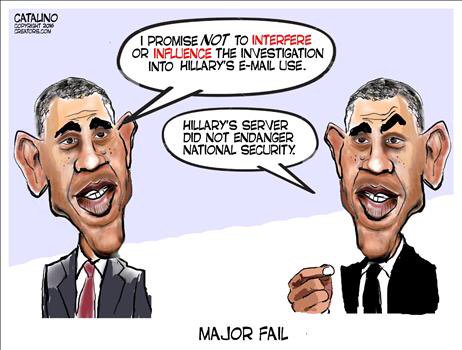 CATALINO
COPYRIGHT 2016
CREATORS.COM
I PROMISE NOT TO INTERFERE
OR INFLUENCE THE INVESTIGATION
INTO HILLARY'S E-MAIL USE.
HILLARY'S SERVER
DID NOT ENDANGER
NATIONAL SECURITY.
MAJOR FAIL